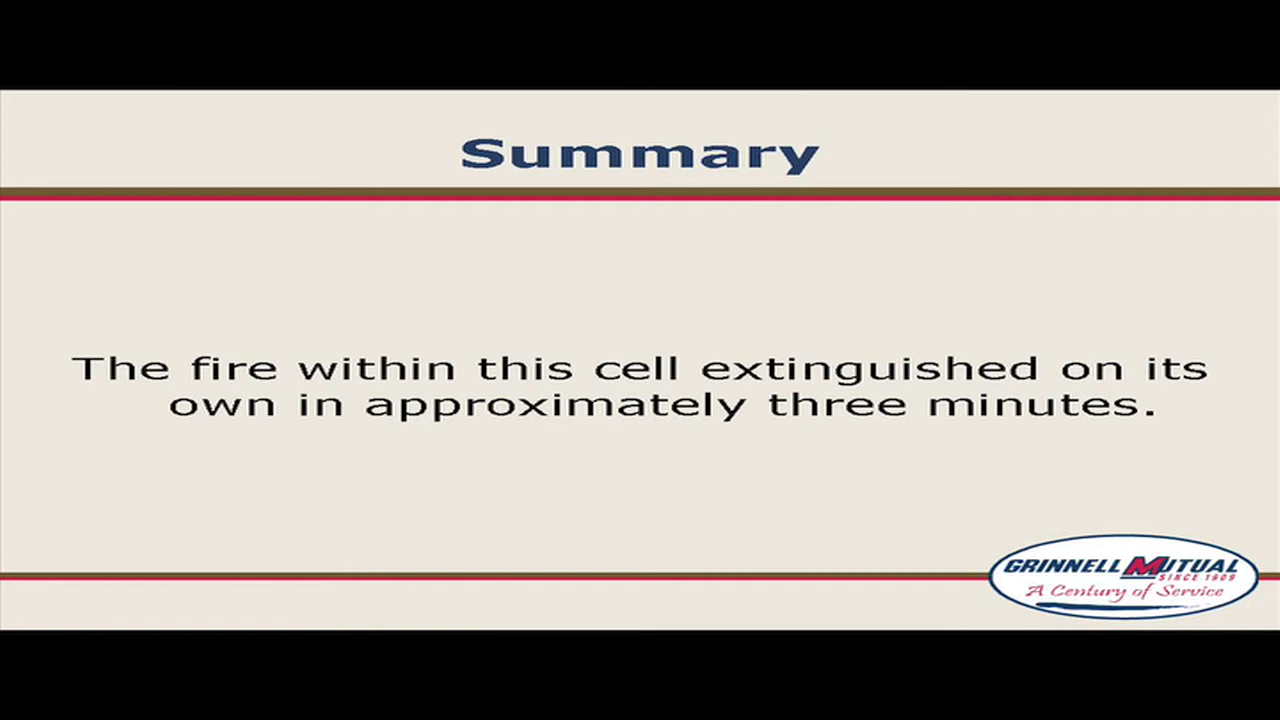 Summary
The fire within this cell extinguished on its
own in approximately three minutes.
GRINNELL MUTUAL
SINCE 1909
A Century of Service